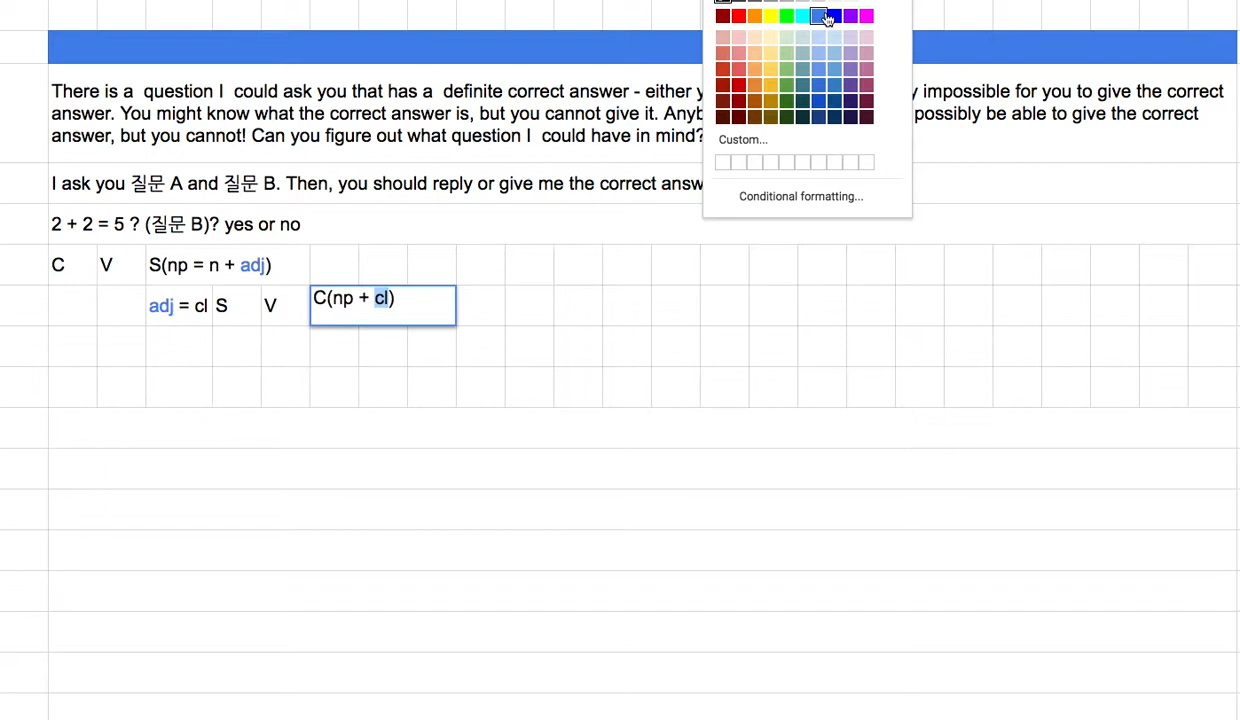 There is a  question I  could ask you that has a  definite correct answer - either y
y impossible for you to give the correct
answer. You might know what the correct answer is, but you cannot give it. Anyb
possibly be able to give the correct
answer, but you cannot! Can you figure out what question I  could have in mind?
Custom...
I ask you 질문 A and 질문 B. Then, you should reply or give me the correct answ
Conditional formatting...
2 + 2 = 5 ? (질문 B)? yes or no
C V S(np = n + adj)
adj = cl S V C(np + cl)